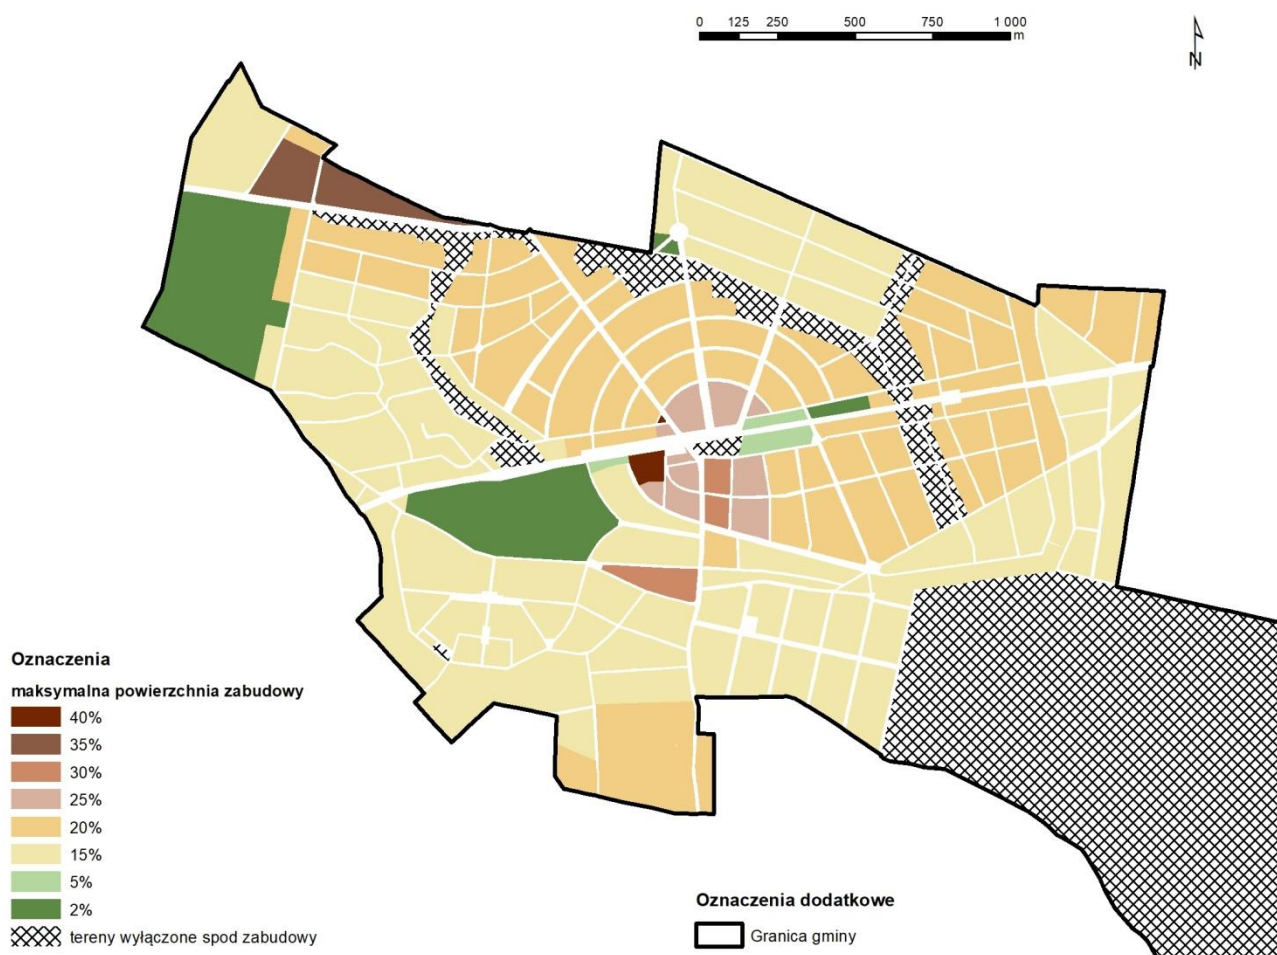 0 125 250 500 750 1 000
m
N
Oznaczenia
maksymalna powierzchnia zabudowy
40%
35%
30%
25%
20%
15%
5%
2%
tereny wyłączone spod zabudowy
Oznaczenia dodatkowe
Granica gminy